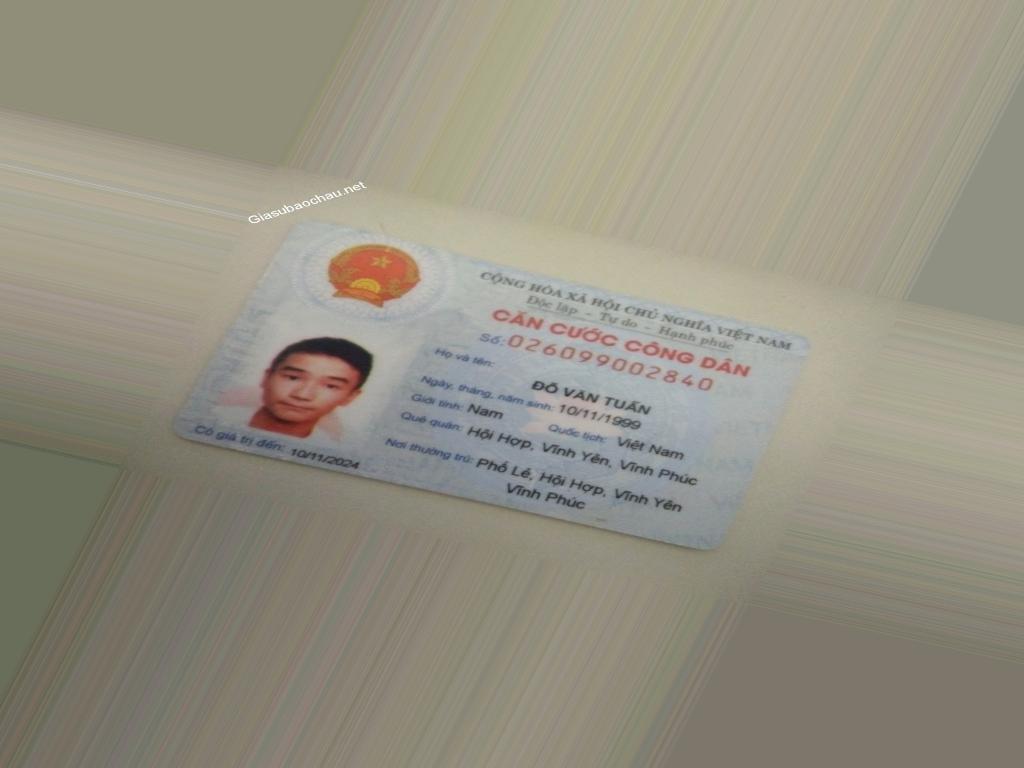 Giasubaochau.net
CỘNG HÒA XÃ HỘI CHỦ NGHĨA VIỆT NAM
Độc lập - Tự do - Hạnh phúc
CĂN CƯỚC CÔNG DÂN
Số: 026099002840
Họ và tên:
ĐỖ VĂN TUẤN
Ngày, tháng, năm sinh: 10/11/1999
Giới tính: Nam Quốc tịch: Việt Nam
Quê quán: Hội Hợp, Vĩnh Yên, Vĩnh Phúc
Nơi thường trú: Phố Lẻ, Hội Hợp, Vĩnh Yên
Vĩnh Phúc
Có giá trị đến: 10/11/2024